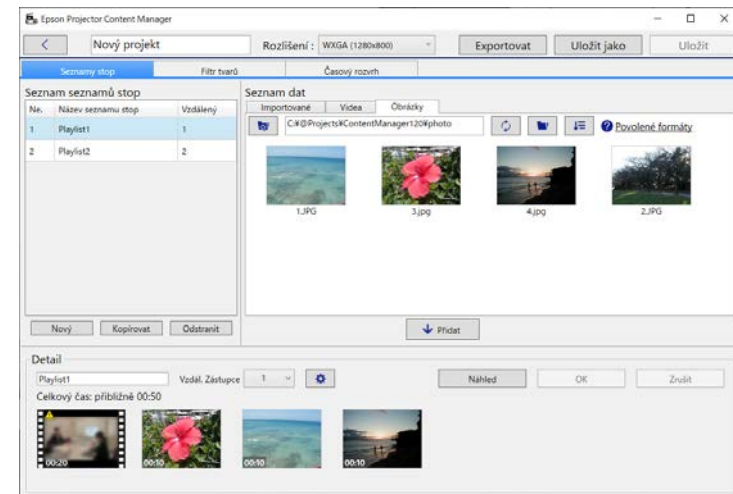 Epson Projector Content Manager
Nový projekt
Rozlišení : WXGA (1280x800)
Exportovat
Uložit jako
Uložit
Seznamy stop
Filtr tvarů
Časový rozvrh
Seznam seznamů stop
Ne. Název seznamu stop Vzdálený
1 Playlist1 1
2 Playlist2 2
Nový
Kopírovat
Odstranit
Seznam dat
Importované
Videa
Obrázky
C:¥@Projects¥ContentManager120¥photo
Povolené formáty
1.JPG
3.jpg
4.jpg
2.JPG
Přidat
Detail
Playlist1
Vzdál. Zástupce 1
Náhled
OK
Zrušit
Celkový čas: přibližně 00:50
00:20
00:10
00:10
00:10